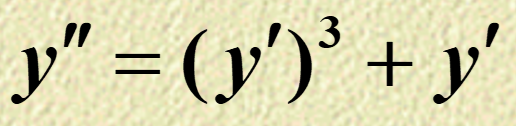 y″ = (y′)³ + y′